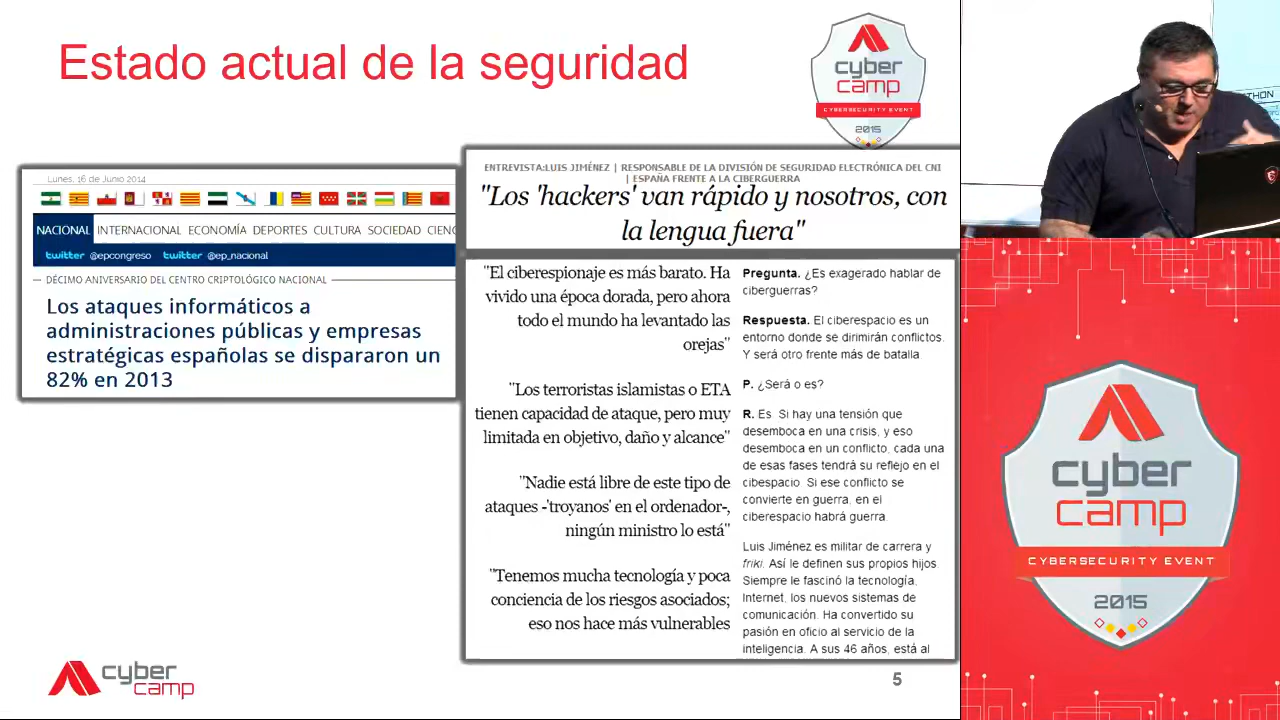 Estado actual de la seguridad
cyber
camp
CYBERSECURITY EVENT
2015
Lunes, 16 de Junio 2014
NACIONAL INTERNACIONAL ECONOMÍA DEPORTES CULTURA SOCIEDAD CIENC
twitter @epcongreso twitter @ep_nacional
DÉCIMO ANIVERSARIO DEL CENTRO CRIPTOLÓGICO NACIONAL
Los ataques informáticos a
administraciones públicas y empresas
estratégicas españolas se dispararon un
82% en 2013
ENTREVISTA:LUIS JIMÉNEZ | RESPONSABLE DE LA DIVISIÓN DE SEGURIDAD ELECTRÓNICA DEL CNI
| ESPAÑA FRENTE A LA CIBERGUERRA
"Los 'hackers' van rápido y nosotros, con
la lengua fuera"
"El ciberespionaje es más barato. Ha
vivido una época dorada, pero ahora
todo el mundo ha levantado las
orejas"
"Los terroristas islamistas o ETA
tienen capacidad de ataque, pero muy
limitada en objetivo, daño y alcance"
"Nadie está libre de este tipo de
ataques -'troyanos' en el ordenador-,
ningún ministro lo está"
"Tenemos mucha tecnología y poca
conciencia de los riesgos asociados;
eso nos hace más vulnerables
Pregunta. ¿Es exagerado hablar de
ciberguerras?
Respuesta. El ciberespacio es un
entorno donde se dirimirán conflictos.
Y será otro frente más de batalla
P. ¿Será o es?
R. Es Si hay una tensión que
desemboca en una crisis, y eso
desemboca en un conflicto, cada una
de esas fases tendrá su reflejo en el
cibespacio. Si ese conflicto se
convierte en guerra, en el
ciberespacio habrá guerra.
Luis Jiménez es militar de carrera y
friki. Así le definen sus propios hijos.
Siempre le fascinó la tecnología,
Internet, los nuevos sistemas de
comunicación. Ha convertido su
pasión en oficio al servicio de la
inteligencia. A sus 46 años, está al
cyber
camp
5
cyber
camp
CYBERSECURITY EVENT
2015